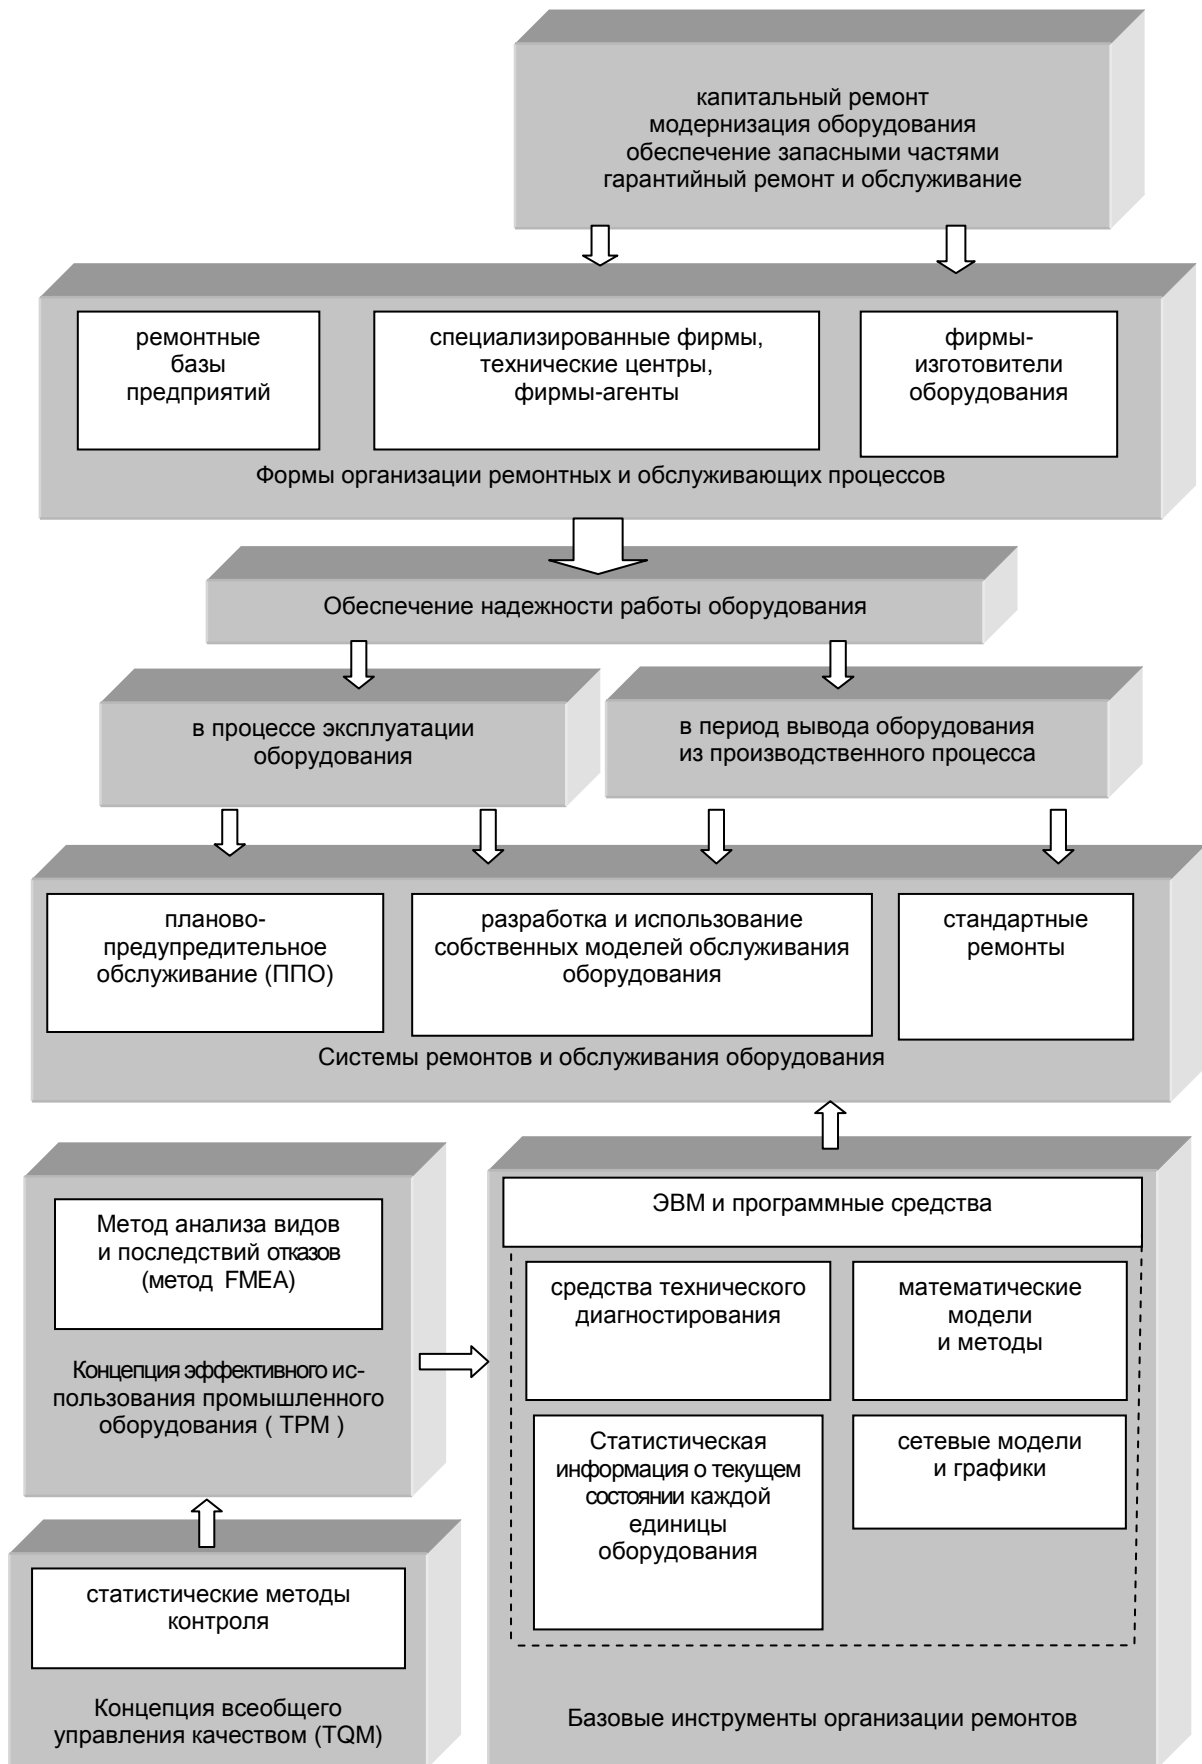 капитальный ремонт
модернизация оборудования
обеспечение запасными частями
гарантийный ремонт и обслуживание
ремонтные
базы
предприятий
специализированные фирмы,
технические центры,
фирмы-агенты
фирмы-
изготовители
оборудования
Формы организации ремонтных и обслуживающих процессов
Обеспечение надежности работы оборудования
в процессе эксплуатации
оборудования
в период вывода оборудования
из производственного процесса
планово-
предупредительное
обслуживание (ППО)
разработка и использование
собственных моделей обслуживания
оборудования
стандартные
ремонты
Системы ремонтов и обслуживания оборудования
Метод анализа видов
и последствий отказов
(метод FMEA)
Концепция эффективного ис-
пользования промышленного
оборудования ( TPM )
статистические методы
контроля
Концепция всеобщего
управления качеством (TQM)
ЭВМ и программные средства
средства технического
диагностирования
математические
модели
и методы
Статистическая
информация о текущем
состоянии каждой
единицы
оборудования
сетевые модели
и графики
Базовые инструменты организации ремонтов